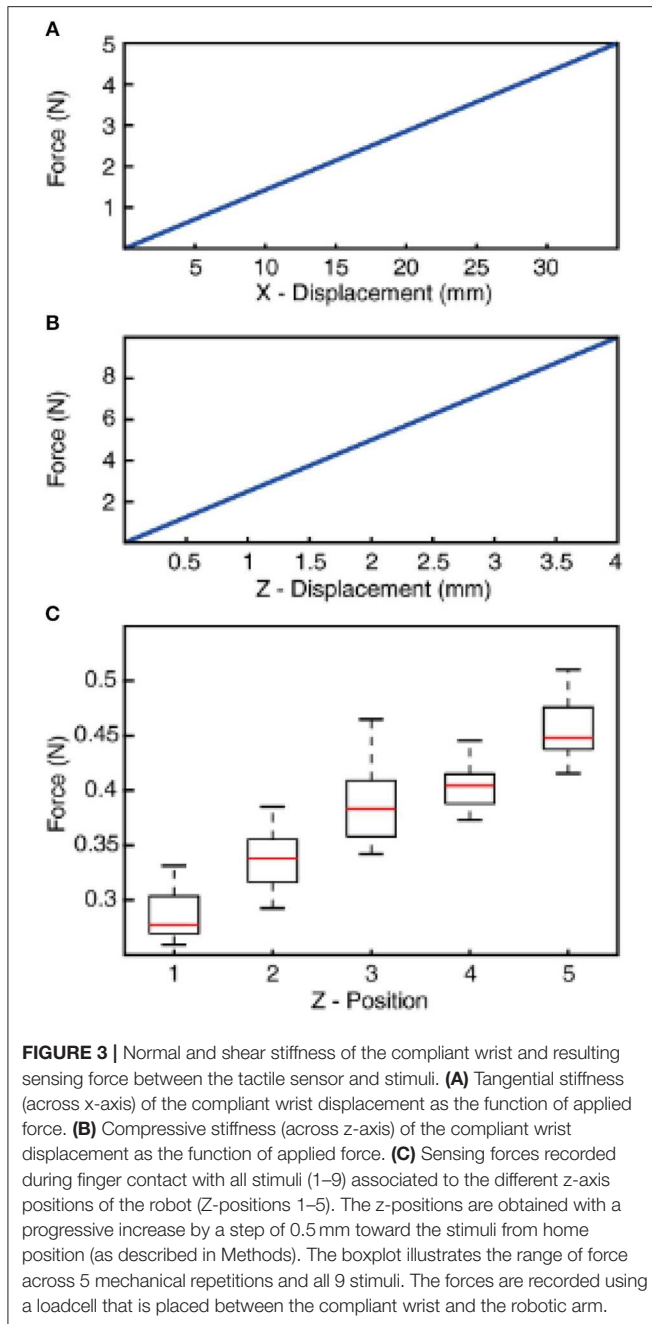 A
5
4
3
2
1
Force (N)
5 10 15 20 25 30
X - Displacement (mm)
B
8
6
4
2
Force (N)
0.5 1 1.5 2 2.5 3 3.5 4
Z - Displacement (mm)
C
0.5
0.45
0.4
0.35
0.3
Force (N)
1 2 3 4 5
Z - Position
FIGURE 3 | Normal and shear stiffness of the compliant wrist and resulting
sensing force between the tactile sensor and stimuli. (A) Tangential stiffness
(across x-axis) of the compliant wrist displacement as the function of applied
force. (B) Compressive stiffness (across z-axis) of the compliant wrist
displacement as the function of applied force. (C) Sensing forces recorded
during finger contact with all stimuli (1–9) associated to the different z-axis
positions of the robot (Z-positions 1–5). The z-positions are obtained with a
progressive increase by a step of 0.5 mm toward the stimuli from home
position (as described in Methods). The boxplot illustrates the range of force
across 5 mechanical repetitions and all 9 stimuli. The forces are recorded using
a loadcell that is placed between the compliant wrist and the robotic arm.